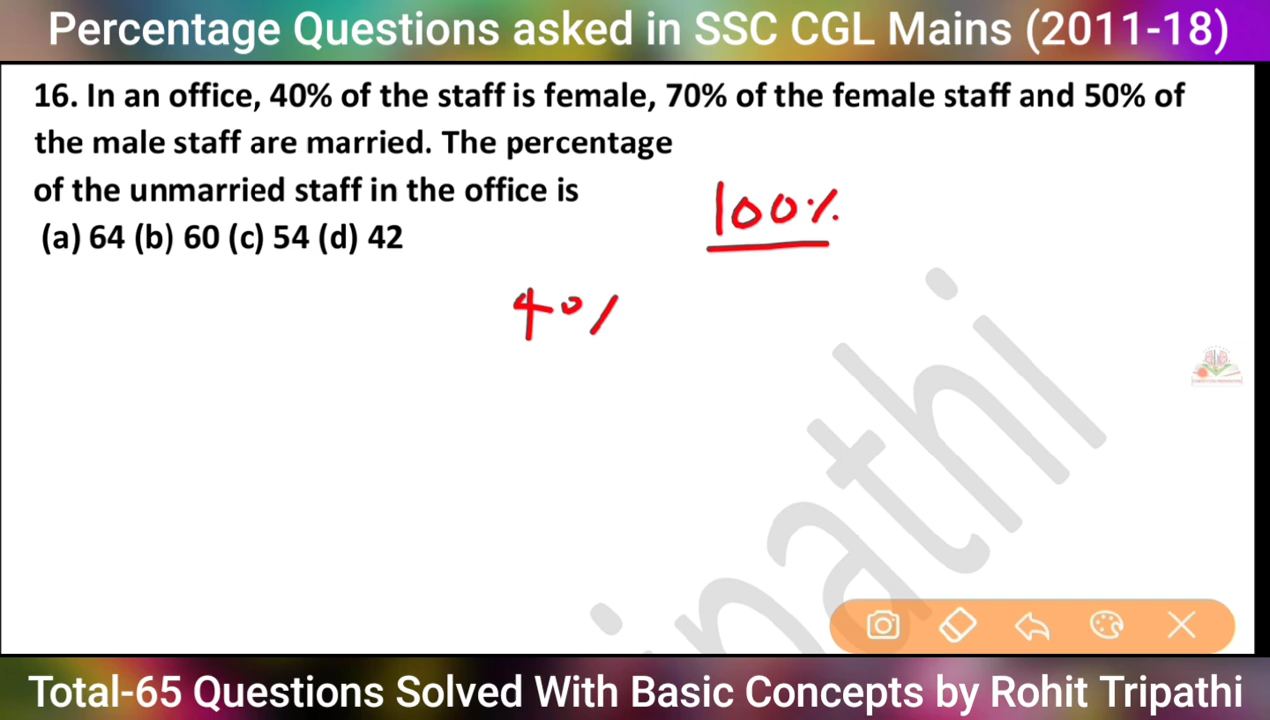 Percentage Questions asked in SSC CGL Mains (2011-18)
16. In an office, 40% of the staff is female, 70% of the female staff and 50% of
the male staff are married. The percentage
of the unmarried staff in the office is
(a) 64 (b) 60 (c) 54 (d) 42
100%
40%
inathi
Total-65 Questions Solved With Basic Concepts by Rohit Tripathi